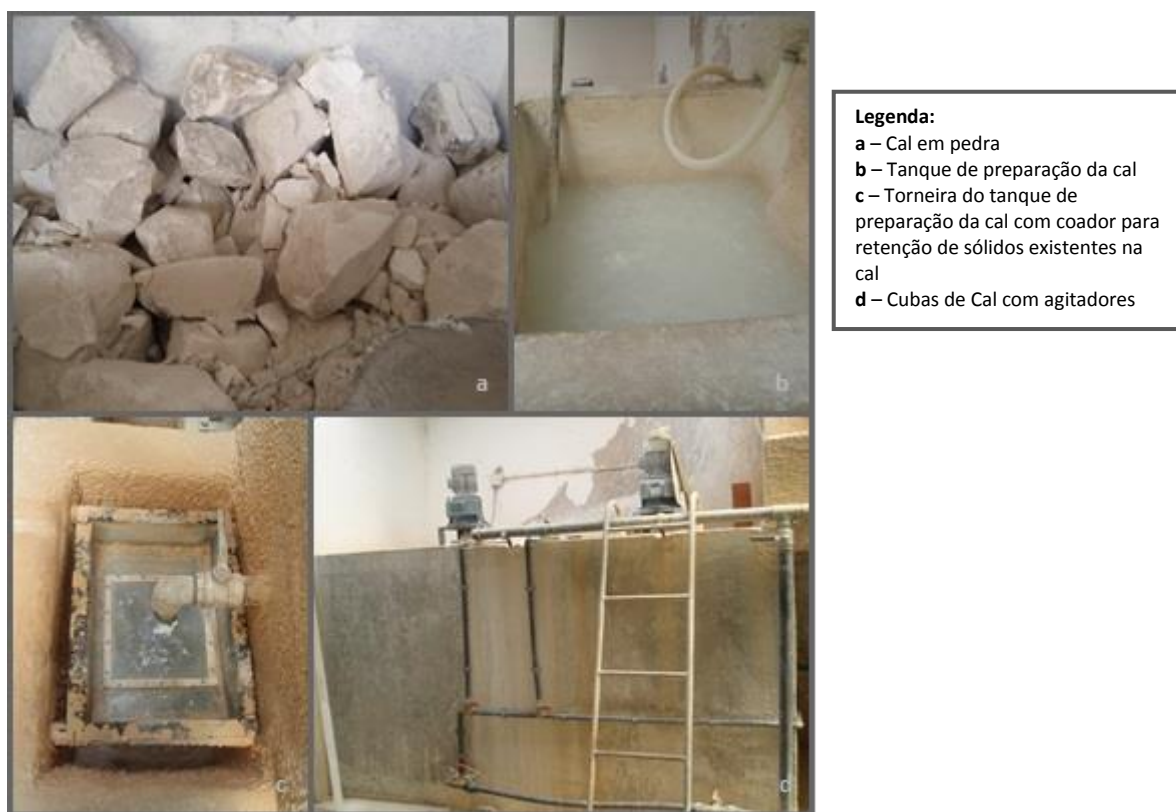 a
b
c
d
Legenda:
a – Cal em pedra
b – Tanque de preparação da cal
c – Torneira do tanque de
preparação da cal com coador para
retenção de sólidos existentes na
cal
d – Cubas de Cal com agitadores